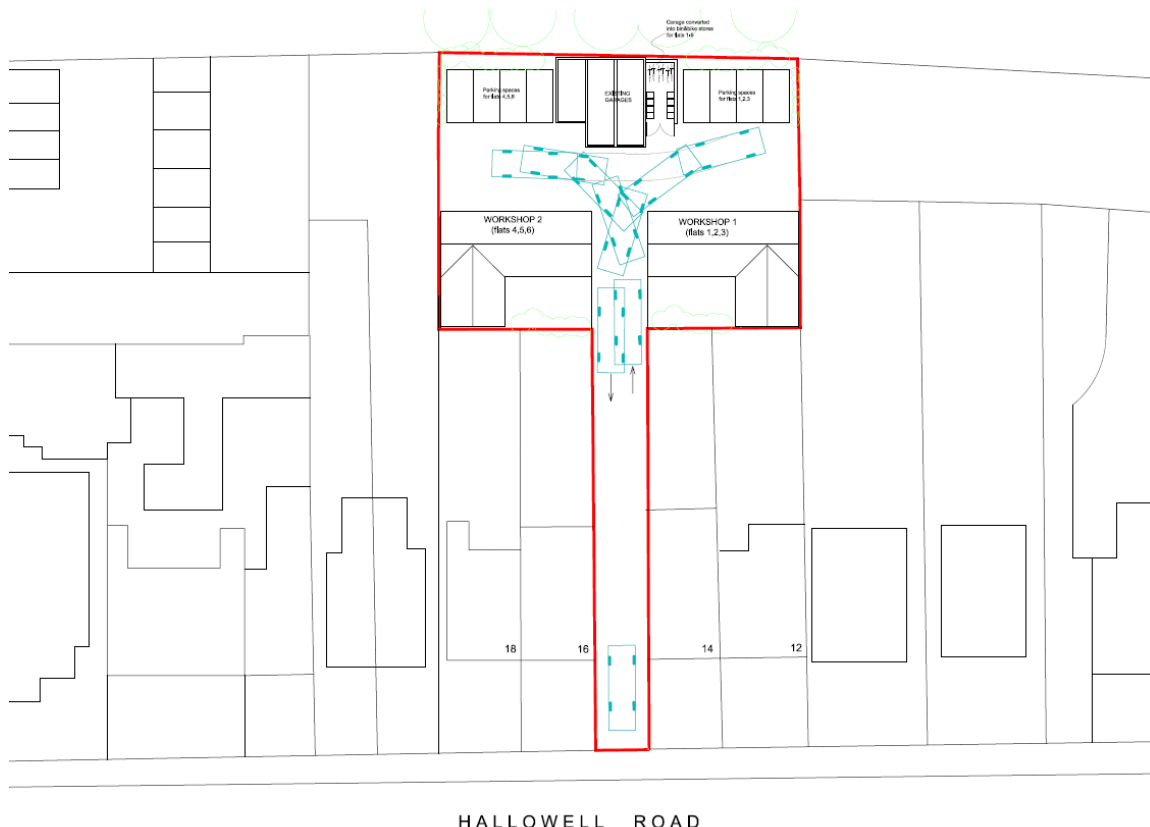 Garage converted
into bin/bike stores
for flats 1-6
Parking spaces
for flats 4,5,6
EXISTING
GARAGES
Parking spaces
for flats 1,2,3
WORKSHOP 2
(flats 4,5,6)
WORKSHOP 1
(flats 1,2,3)
18
16
14
12
HALLOWELL ROAD